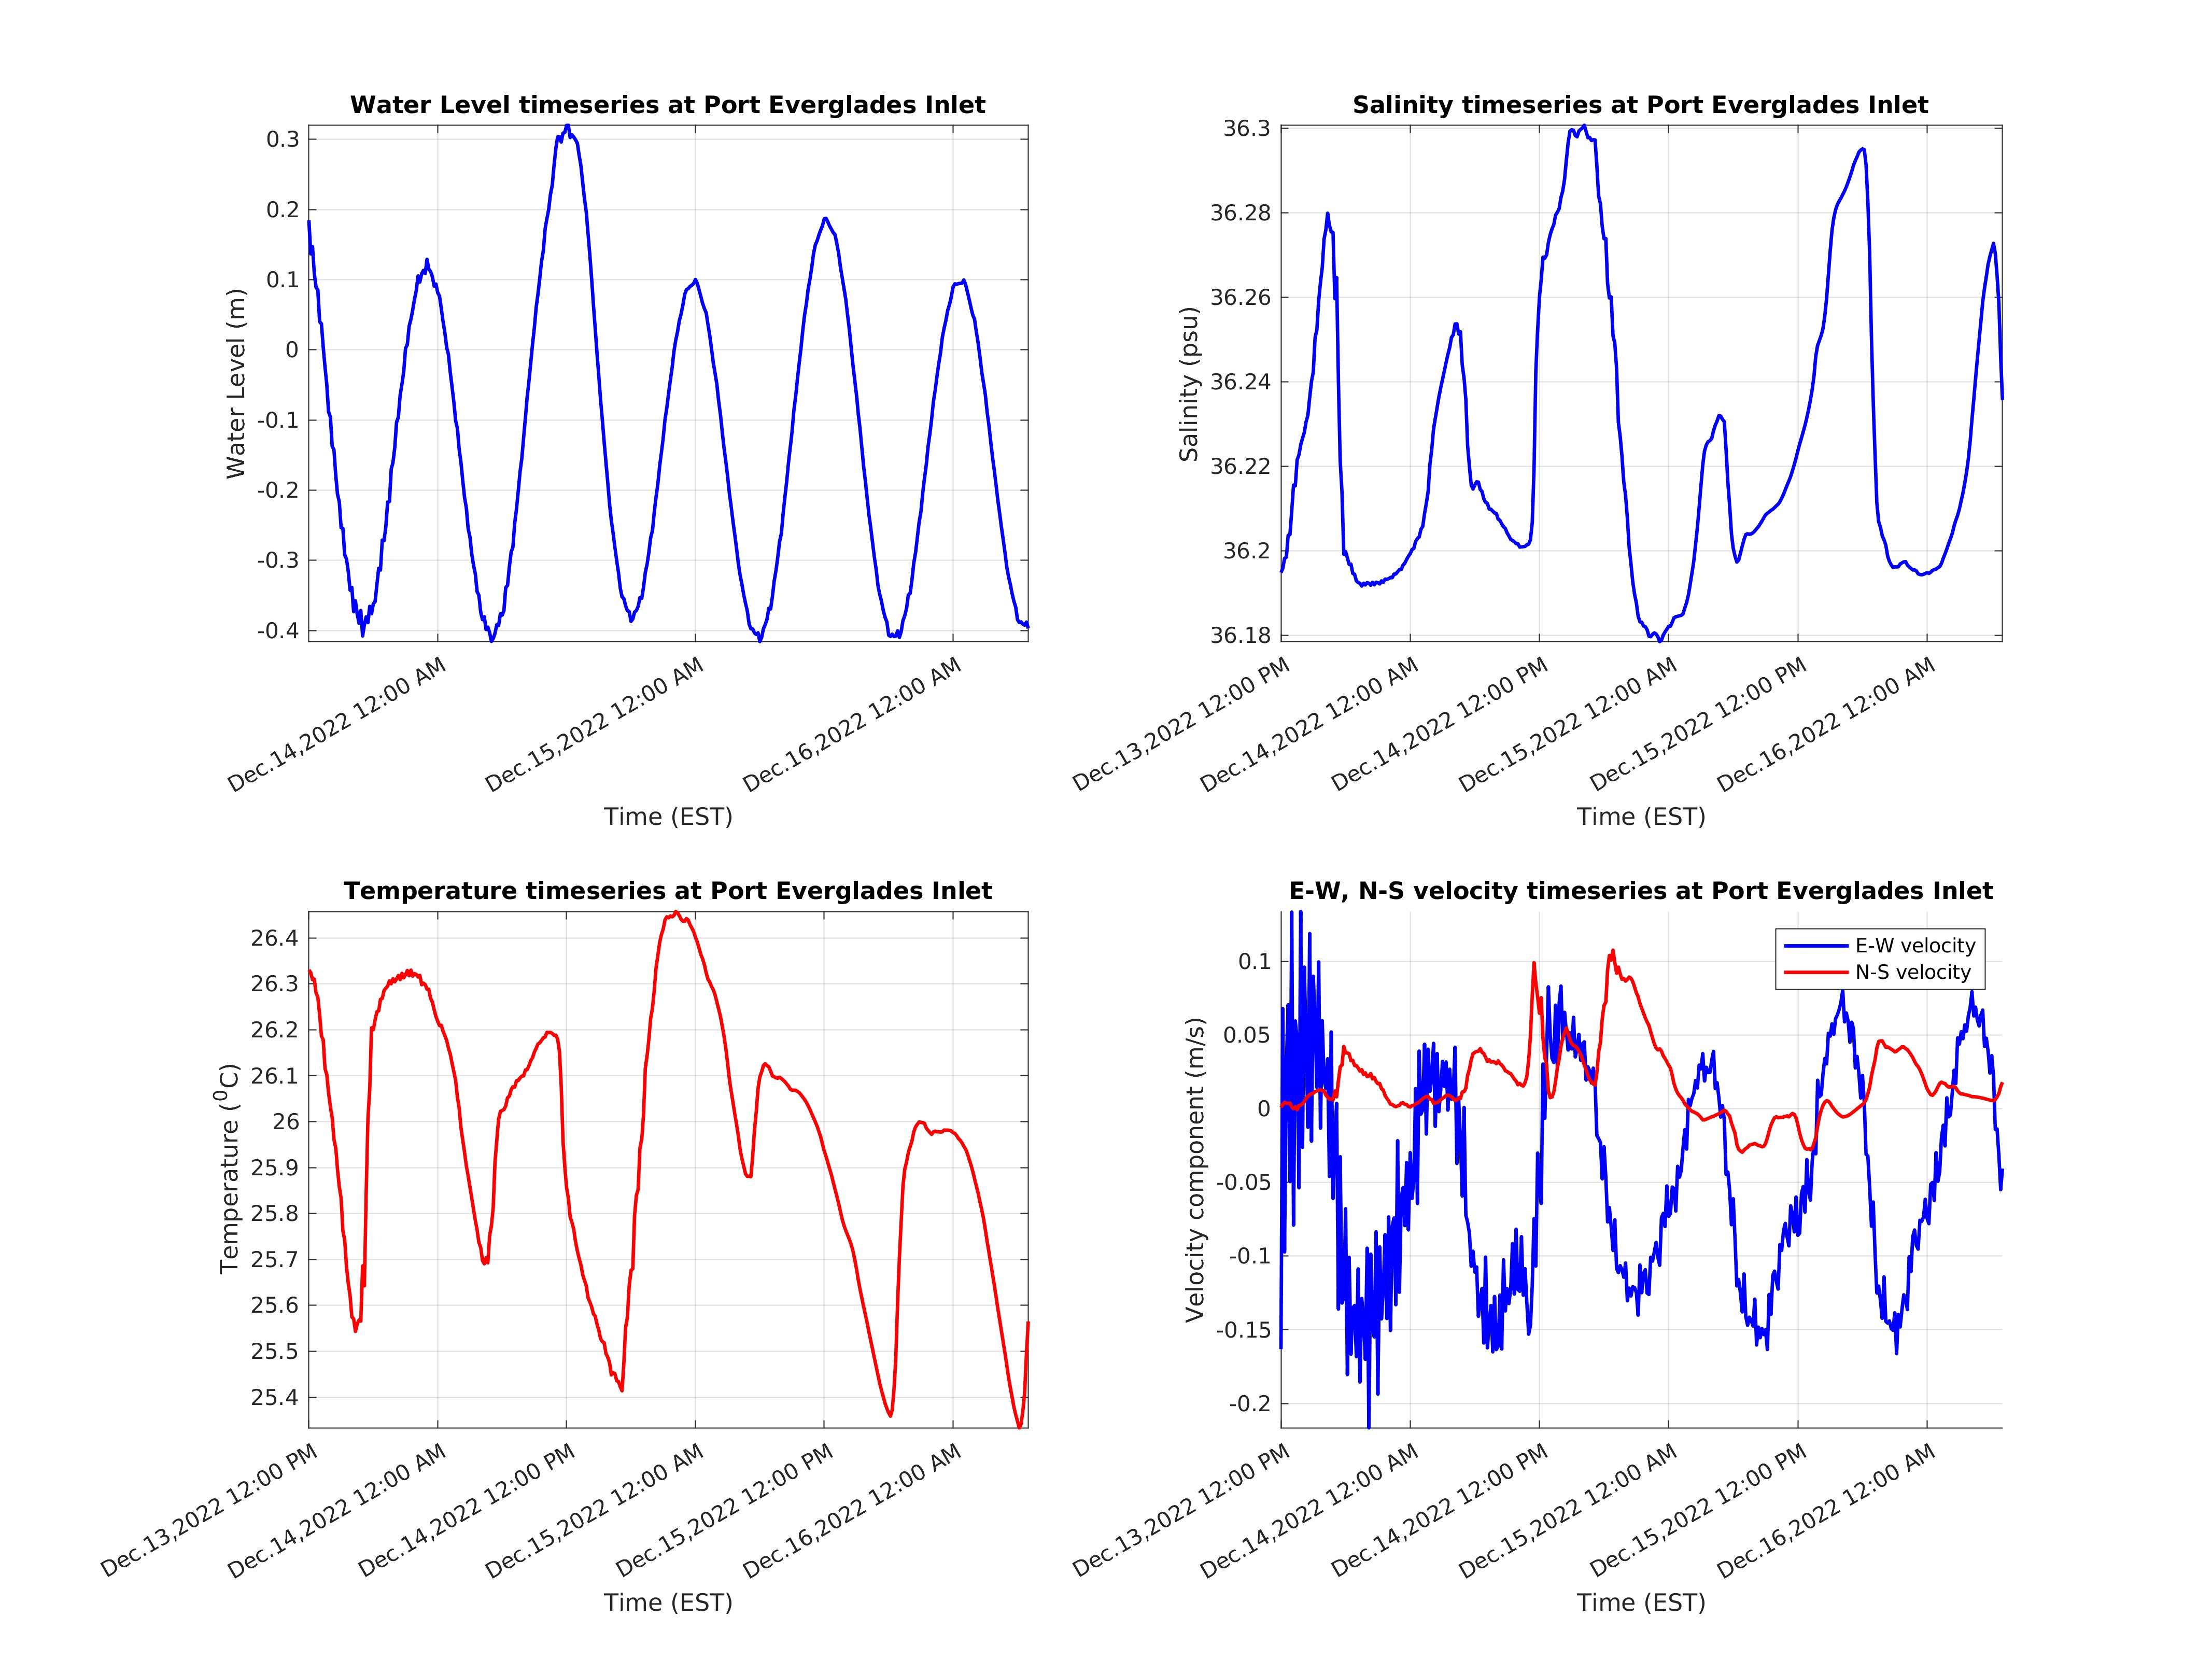 Water Level timeseries at Port Everglades Inlet
0.3
0.2
0.1
0
-0.1
-0.2
-0.3
-0.4
Water Level (m)
Dec.14,2022 12:00 AM
Dec.15,2022 12:00 AM
Dec.16,2022 12:00 AM
Time (EST)
Salinity timeseries at Port Everglades Inlet
36.3
36.28
36.26
36.24
36.22
36.2
36.18
Salinity (psu)
Dec.13,2022 12:00 PM
Dec.14,2022 12:00 AM
Dec.14,2022 12:00 PM
Dec.15,2022 12:00 AM
Dec.15,2022 12:00 PM
Dec.16,2022 12:00 AM
Time (EST)
Temperature timeseries at Port Everglades Inlet
26.4
26.3
26.2
26.1
26
25.9
25.8
25.7
25.6
25.5
25.4
Temperature (⁰C)
Dec.13,2022 12:00 PM
Dec.14,2022 12:00 AM
Dec.14,2022 12:00 PM
Dec.15,2022 12:00 AM
Dec.15,2022 12:00 PM
Dec.16,2022 12:00 AM
Time (EST)
E-W, N-S velocity timeseries at Port Everglades Inlet
E-W velocity
N-S velocity
0.1
0.05
0
-0.05
-0.1
-0.15
-0.2
Velocity component (m/s)
Dec.13,2022 12:00 PM
Dec.14,2022 12:00 AM
Dec.14,2022 12:00 PM
Dec.15,2022 12:00 AM
Dec.15,2022 12:00 PM
Dec.16,2022 12:00 AM
Time (EST)